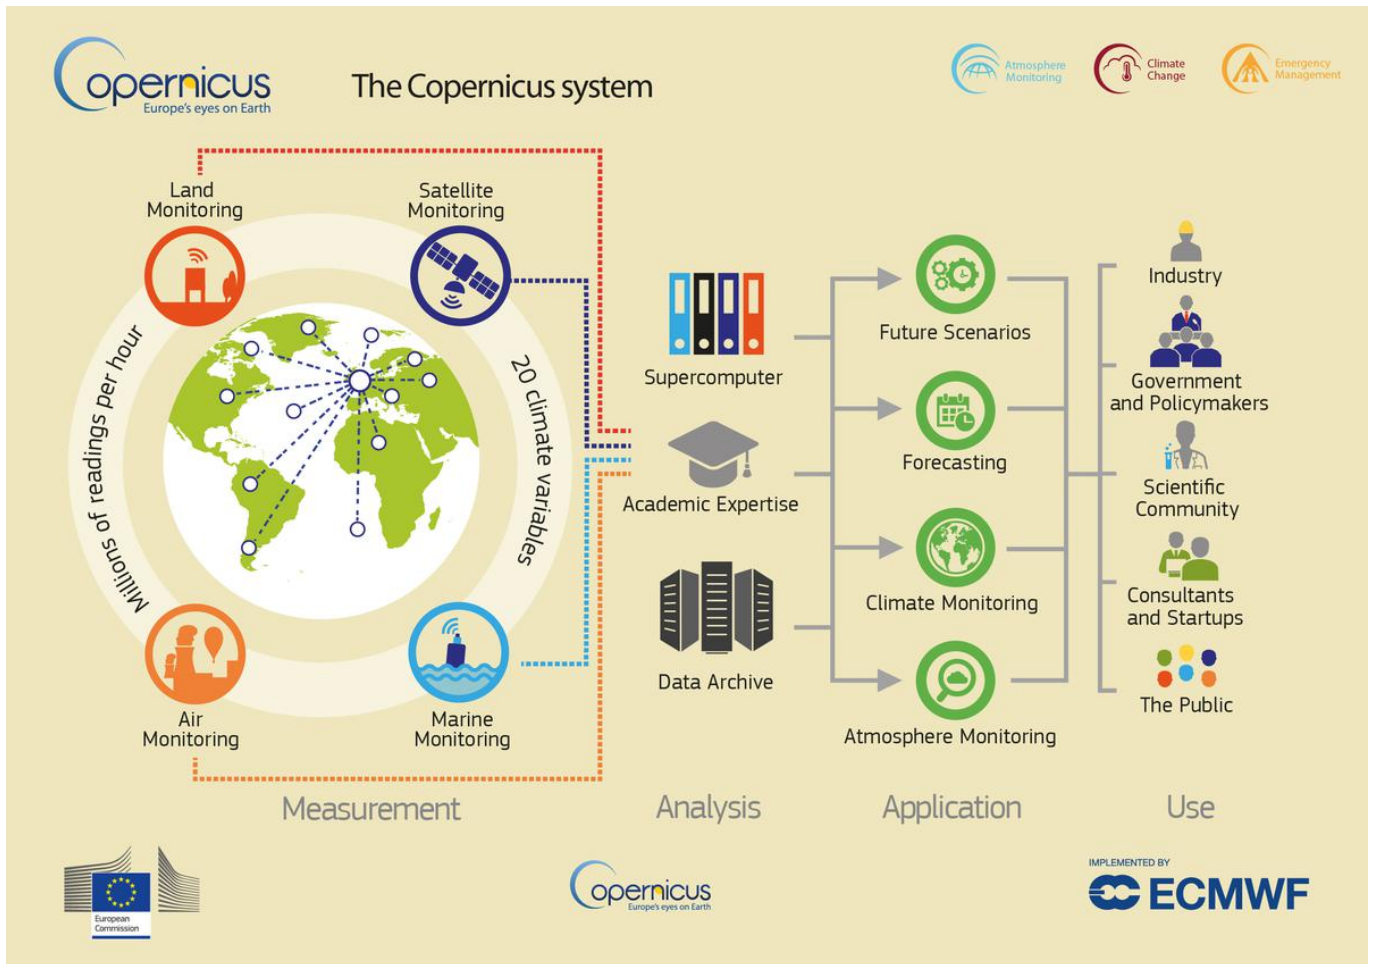 Copernicus
Europe's eyes on Earth
The Copernicus system
Atmosphere
Monitoring
Climate
Change
Emergency
Management
Land
Monitoring
Satellite
Monitoring
Millions of readings per hour
20 climate variables
Air
Monitoring
Marine
Monitoring
Measurement
Supercomputer
Academic Expertise
Data Archive
Analysis
Future Scenarios
Forecasting
Climate Monitoring
Atmosphere Monitoring
Application
Industry
Government
and Policymakers
Scientific
Community
Consultants
and Startups
The Public
Use
European
Commission
Copernicus
Europe's eyes on Earth
IMPLEMENTED BY
ECMWF